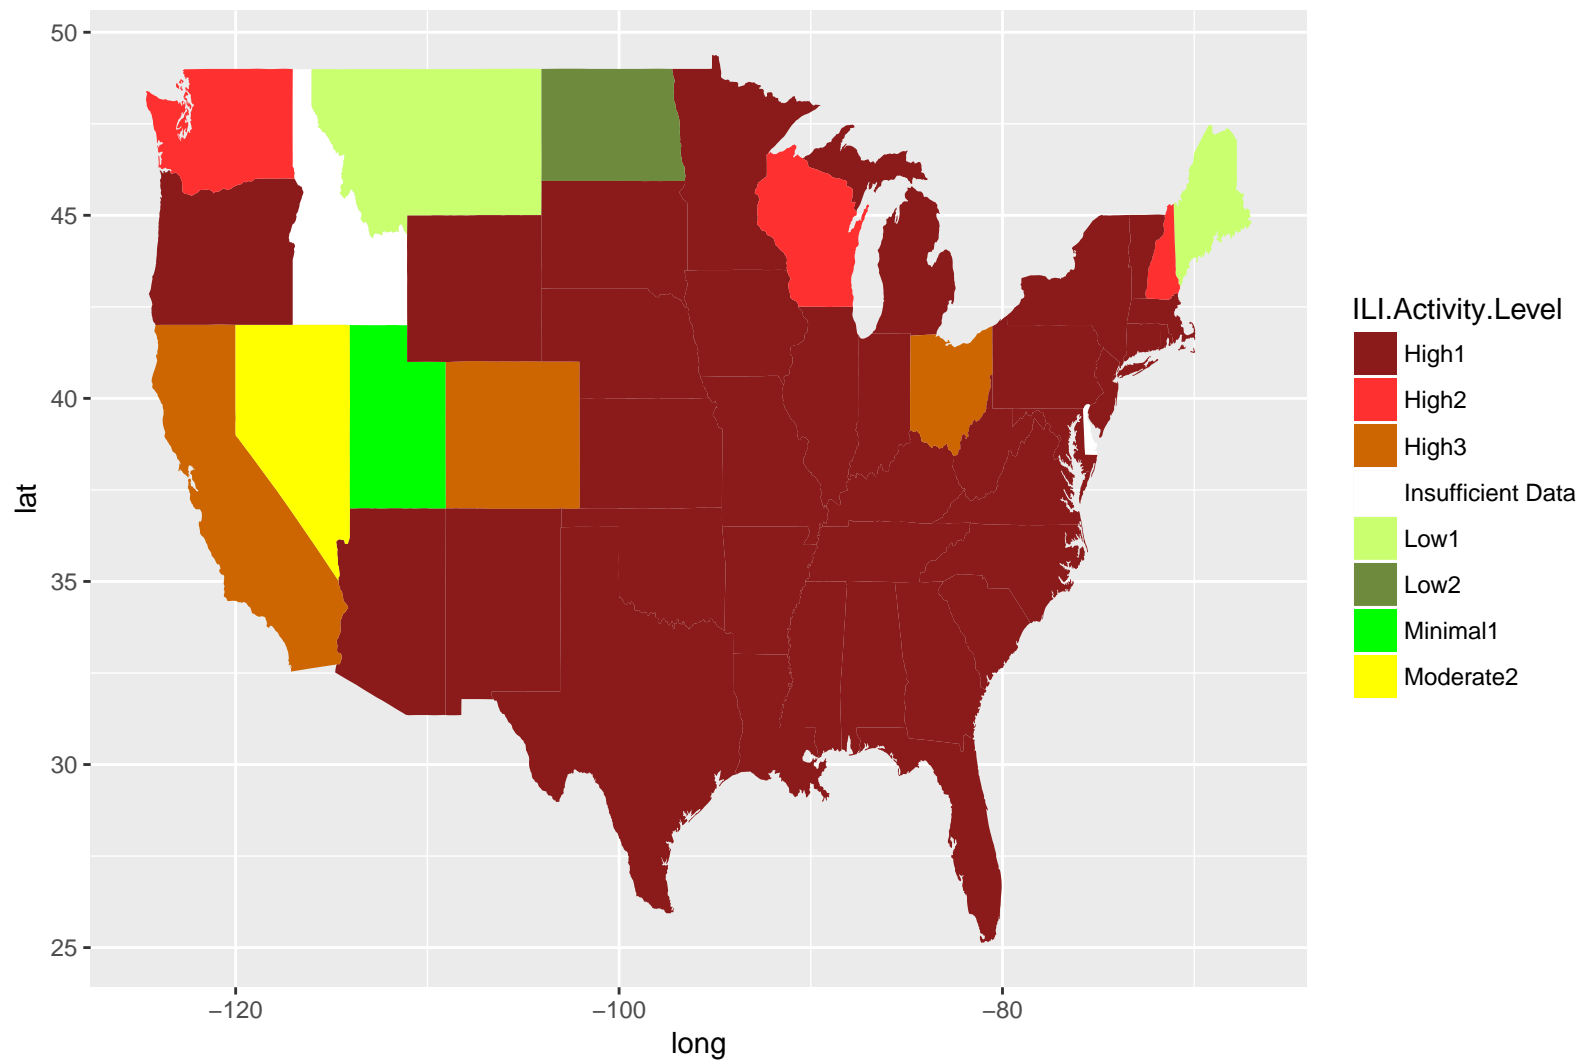 50
45
40
35
30
25
lat
−120
−100
−80
long
ILI.Activity.Level
High1
High2
High3
Insufficient Data
Low1
Low2
Minimal1
Moderate2